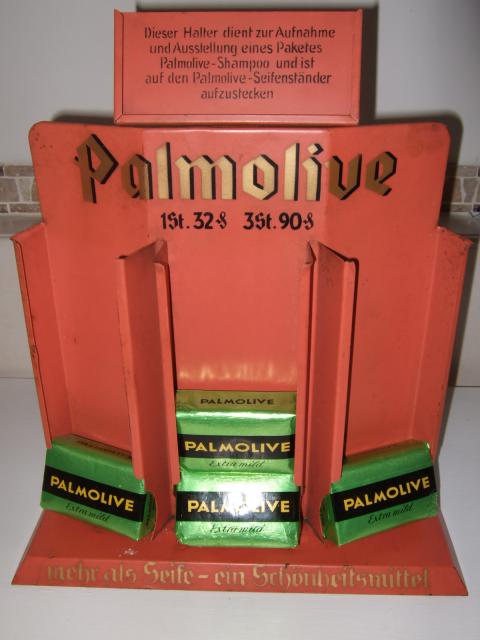 Dieser Halter dient zur Aufnahme
und Ausstellung eines Paketes
Palmolive-Shampoo und ist
auf den Palmolive-Seifenständer
aufzustecken
Palmolive
1St. 32₰ 3St. 90₰
PALMOLIVE
PALMOLIVE
Extra mild
PALMOLIVE
Extra mild
PALMOLIVE
Extra mild
PALMOLIVE
Extra mild
mehr als Seife - ein Schönheitsmittel